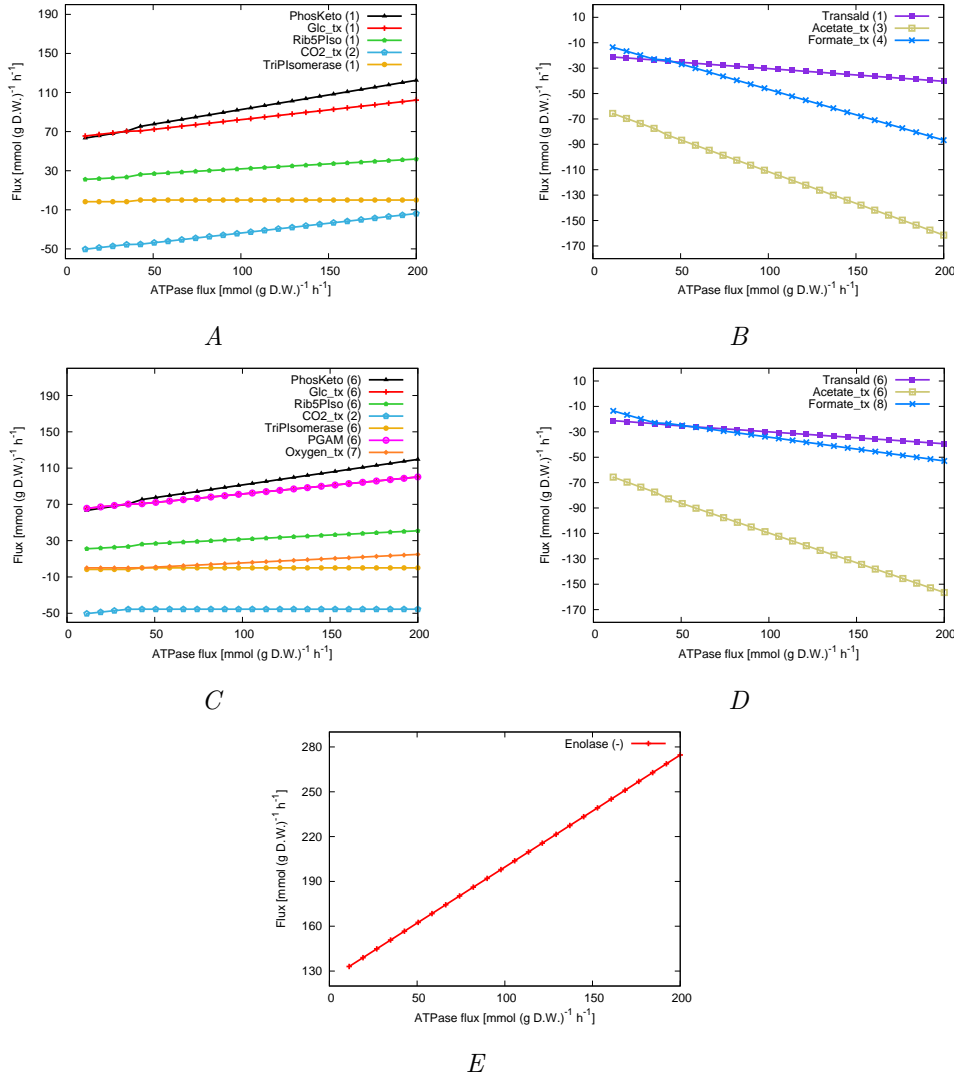 190
150
110
70
30
-10
-50
Flux [mmol (g D.W.)⁻¹ h⁻¹]
PhosKeto (1)
Glc_tx (1)
Rib5PIso (1)
CO2_tx (2)
TriPIsomerase (1)
0 50 100 150 200
ATPase flux [mmol (g D.W.)⁻¹ h⁻¹]
A
10
-10
-30
-50
-70
-90
-110
-130
-150
-170
Flux [mmol (g D.W.)⁻¹ h⁻¹]
Transald (1)
Acetate_tx (3)
Formate_tx (4)
0 50 100 150 200
ATPase flux [mmol (g D.W.)⁻¹ h⁻¹]
B
190
150
110
70
30
-10
-50
Flux [mmol (g D.W.)⁻¹ h⁻¹]
PhosKeto (6)
Glc_tx (6)
Rib5PIso (6)
CO2_tx (2)
TriPIsomerase (6)
PGAM (6)
Oxygen_tx (7)
0 50 100 150 200
ATPase flux [mmol (g D.W.)⁻¹ h⁻¹]
C
10
-10
-30
-50
-70
-90
-110
-130
-150
-170
Flux [mmol (g D.W.)⁻¹ h⁻¹]
Transald (6)
Acetate_tx (6)
Formate_tx (8)
0 50 100 150 200
ATPase flux [mmol (g D.W.)⁻¹ h⁻¹]
D
280
250
220
190
160
130
Flux [mmol (g D.W.)⁻¹ h⁻¹]
Enolase (-)
0 50 100 150 200
ATPase flux [mmol (g D.W.)⁻¹ h⁻¹]
E